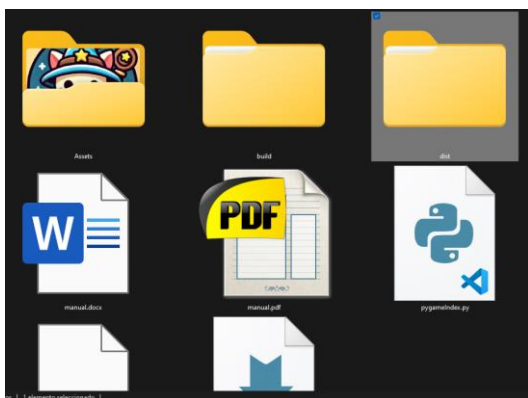 Assets
build
dist
W
PDF
manual.docx
manual.pdf
pygameIndex.py
1 elemento seleccionado